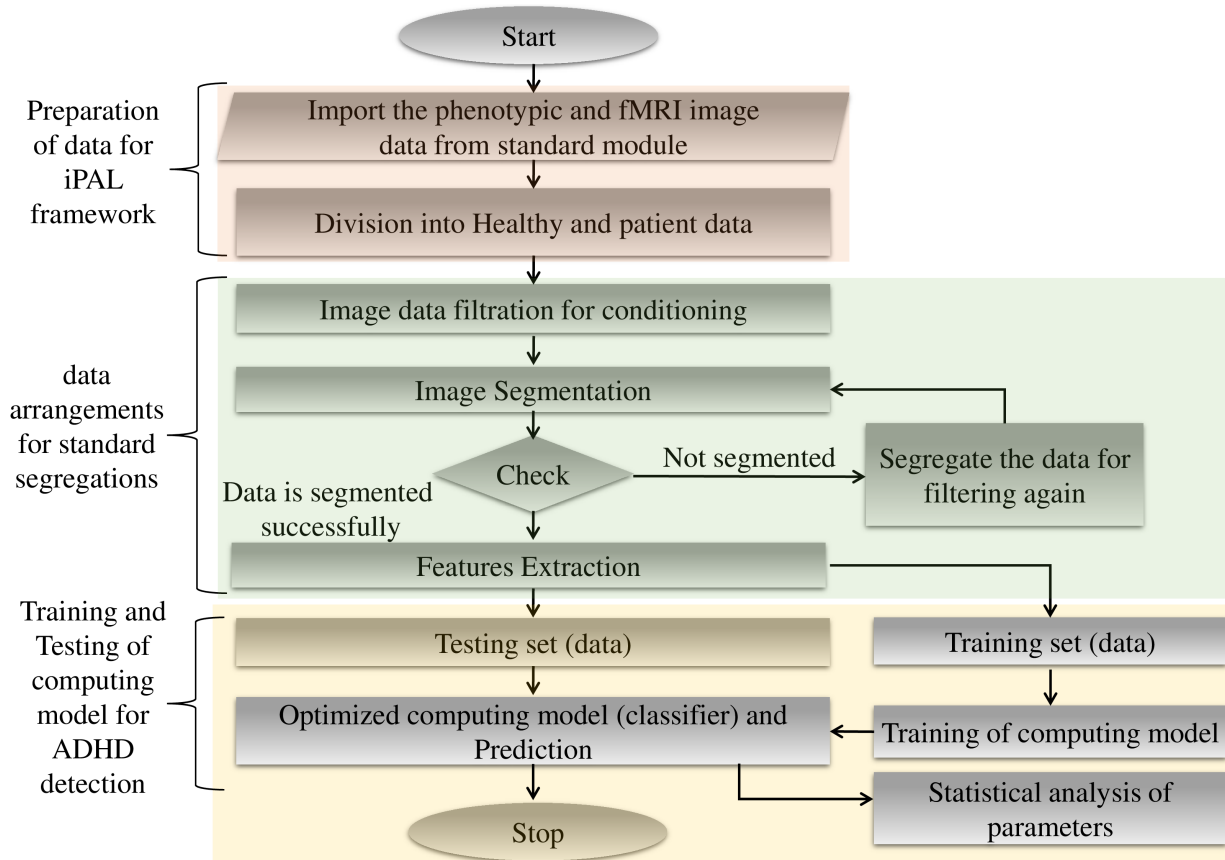 Start
Preparation
of data for
iPAL
framework
Import the phenotypic and fMRI image
data from standard module
Division into Healthy and patient data
data
arrangements
for standard
segregations
Image data filtration for conditioning
Image Segmentation
Check
Not segmented
Segregate the data for
filtering again
Data is segmented
successfully
Features Extraction
Training and
Testing of
computing
model for
ADHD
detection
Testing set (data)
Training set (data)
Optimized computing model (classifier) and
Prediction
Training of computing model
Statistical analysis of
parameters
Stop